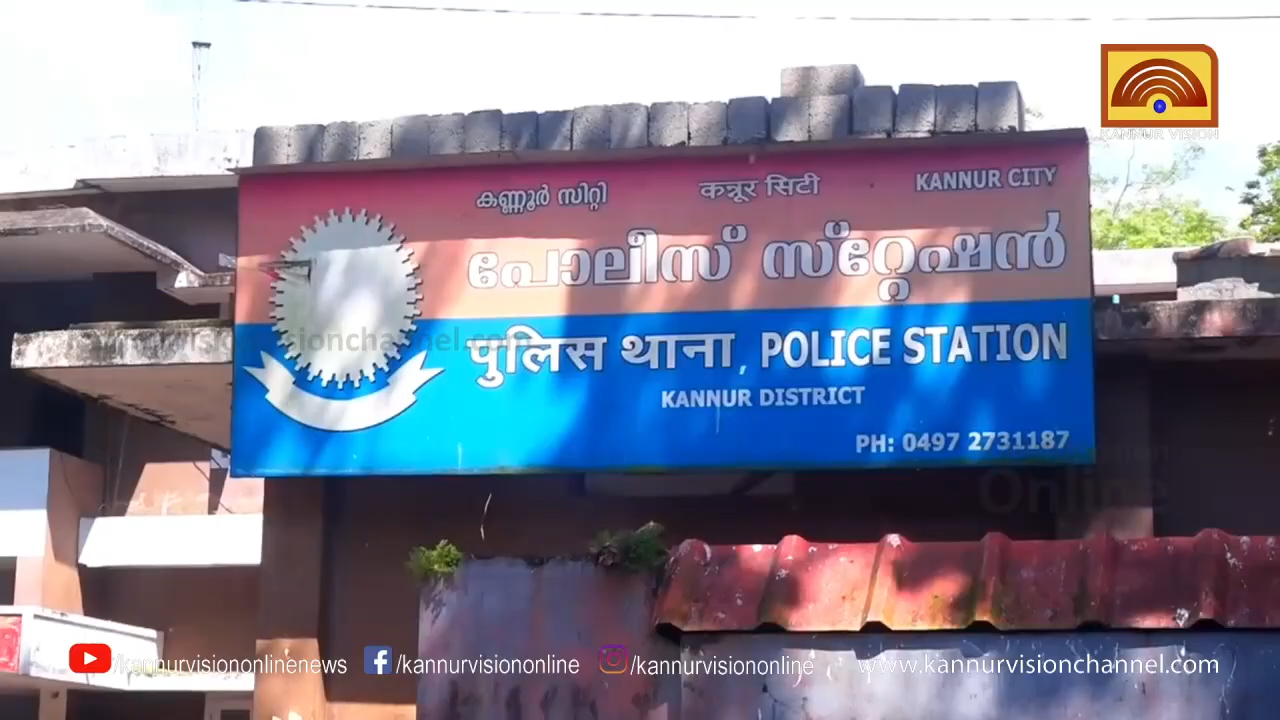 KANNUR VISION
കണ്ണൂർ സിറ്റി कन्नूर सिटी KANNUR CITY
പോലീസ് സ്റ്റേഷൻ
पुलिस थाना, POLICE STATION
KANNUR DISTRICT
PH: 0497 2731187
Online
/kannurvisiononlinenews /kannurvisiononline /kannurvisiononline www.kannurvisionchannel.com